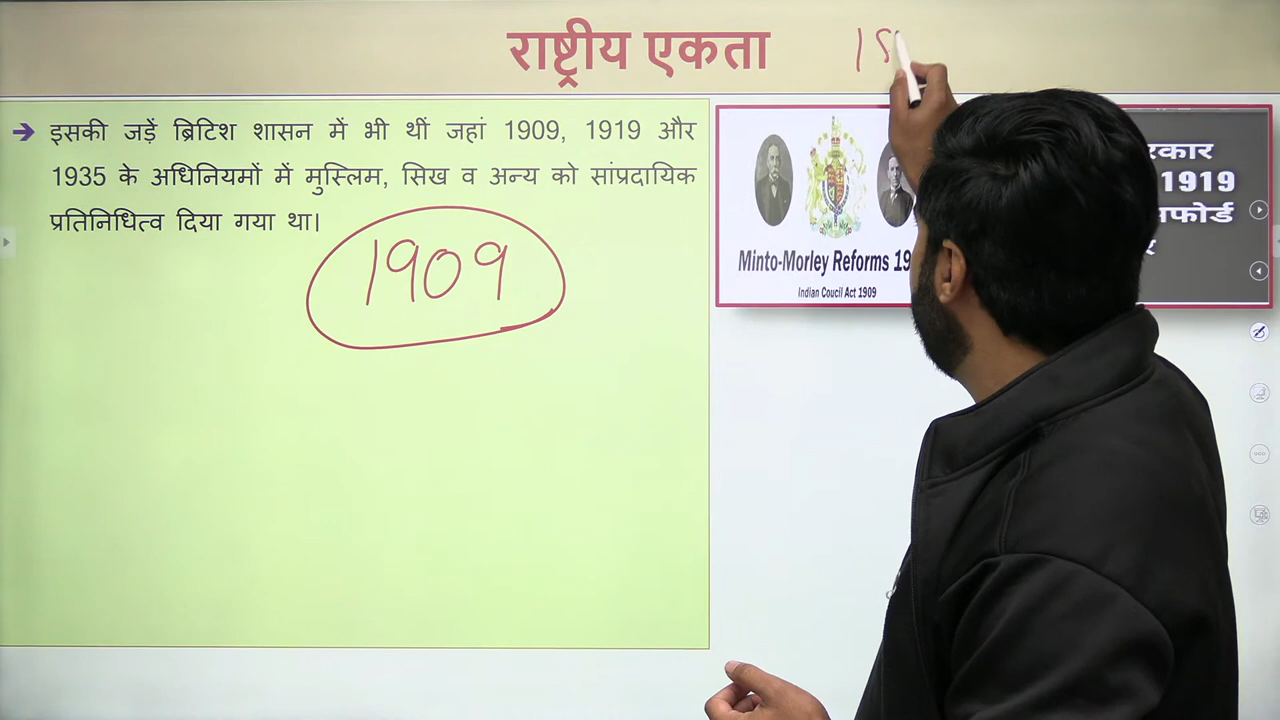 राष्ट्रीय एकता
इसकी जड़ें ब्रिटिश शासन में भी थीं जहां 1909, 1919 और
1935 के अधिनियमों में मुस्लिम, सिख व अन्य को सांप्रदायिक
प्रतिनिधित्व दिया गया था।
1909
Minto-Morley Reforms 19
Indian Coucil Act 1909
1919